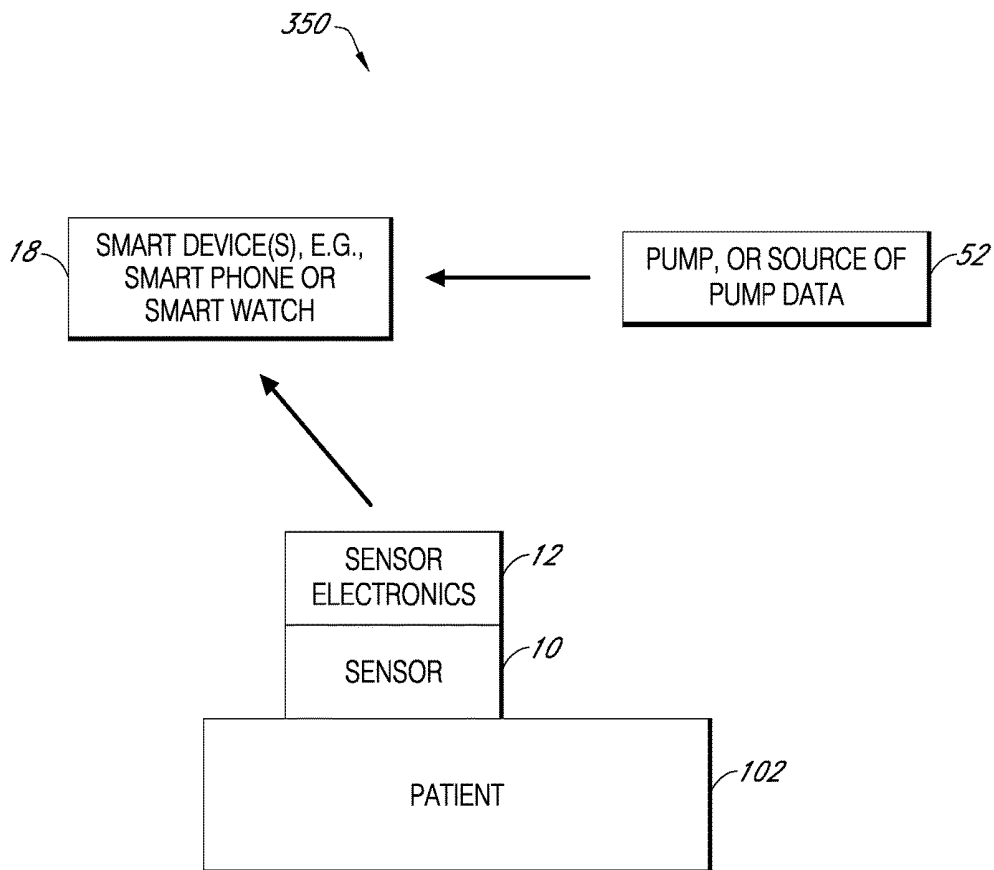 350
18
SMART DEVICE(S), E.G.,
SMART PHONE OR
SMART WATCH
PUMP, OR SOURCE OF
PUMP DATA
52
SENSOR
ELECTRONICS
12
SENSOR
10
PATIENT
102